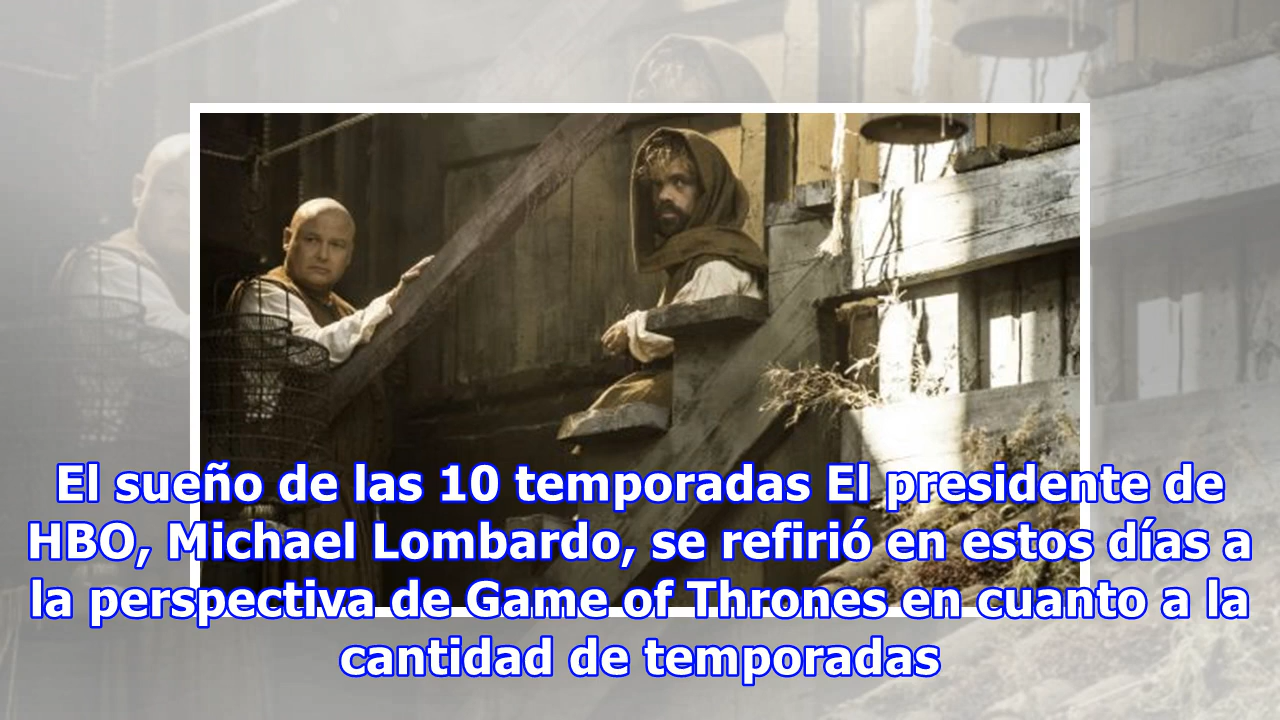 El sueño de las 10 temporadas El presidente de
HBO, Michael Lombardo, se refirió en estos días a
la perspectiva de Game of Thrones en cuanto a la
cantidad de temporadas